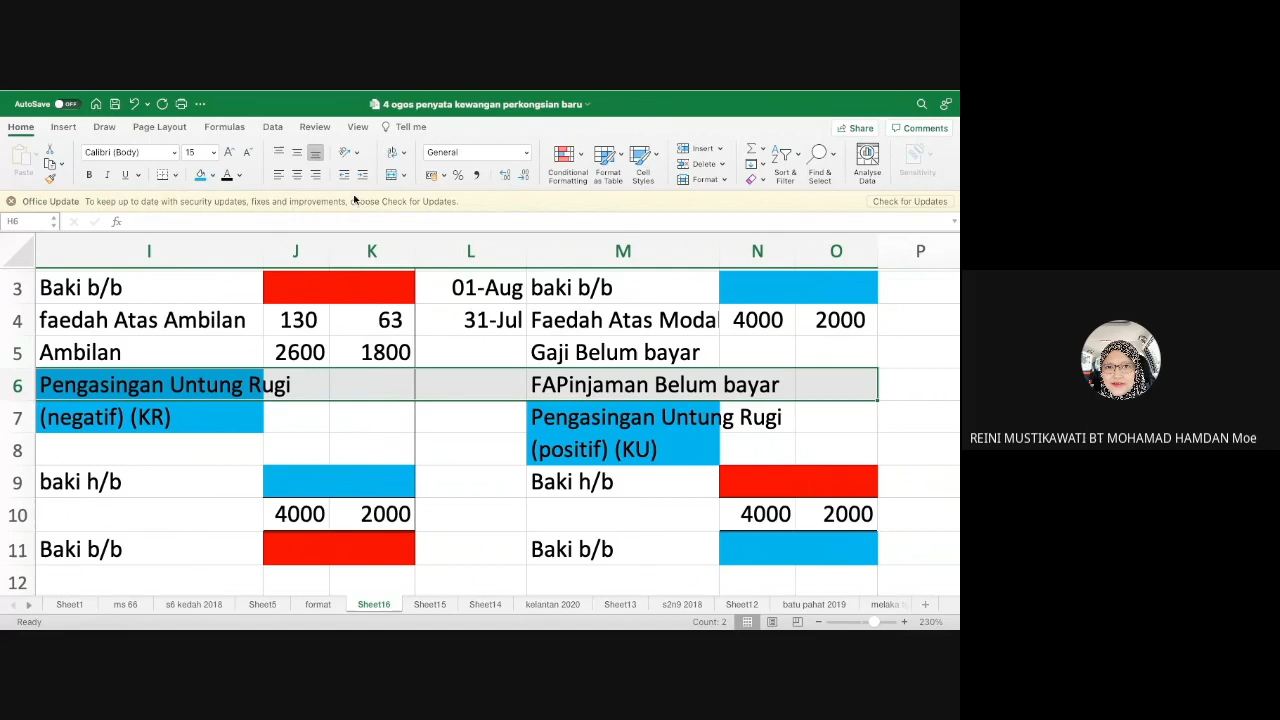 AutoSave OFF 4 ogos penyata kewangan perkongsian baru
Home Insert Draw Page Layout Formulas Data Review View Tell me Share Comments
Paste Calibri (Body) 15 General Conditional Formatting Format as Table Cell Styles Insert Delete Format Sort & Filter Find & Select Analyse Data Sensitivity
Office Update To keep up to date with security updates, fixes and improvements, choose Check for Updates. Check for Updates
H6 fx
I J K L M N O P
3 Baki b/b 01-Aug baki b/b
4 faedah Atas Ambilan 130 63 31-Jul Faedah Atas Modal 4000 2000
5 Ambilan 2600 1800 Gaji Belum bayar
6 Pengasingan Untung Rugi FAPinjaman Belum bayar
7 (negatif) (KR) Pengasingan Untung Rugi
8 (positif) (KU)
9 baki h/b Baki h/b
10 4000 2000 4000 2000
11 Baki b/b Baki b/b
12
Sheet1 ms 66 s6 kedah 2018 Sheet5 format Sheet16 Sheet15 Sheet14 kelantan 2020 Sheet13 s2n9 2018 Sheet12 batu pahat 2019 melaka
Ready Count: 2 230%
REINI MUSTIKAWATI BT MOHAMAD HAMDAN Moe